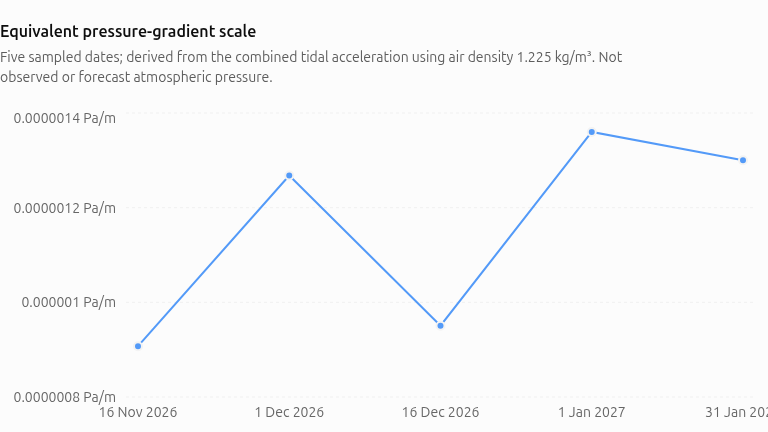 Equivalent pressure-gradient scale
Five sampled dates; derived from the combined tidal acceleration using air density 1.225 kg/m³. Not
observed or forecast atmospheric pressure.
0.0000014 Pa/m
0.0000012 Pa/m
0.000001 Pa/m
0.0000008 Pa/m
16 Nov 2026
1 Dec 2026
16 Dec 2026
1 Jan 2027
31 Jan